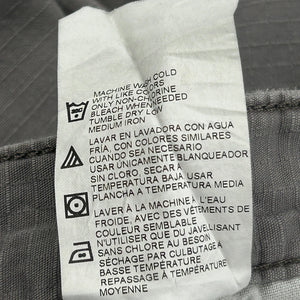 MACHINE WASH COLD
WITH LIKE COLORS
ONLY NON-CHLORINE
BLEACH WHEN NEEDED
TUMBLE DRY LOW
MEDIUM IRON
LAVAR EN LAVADORA CON AGUA
FRÍA, CON COLORES SIMILARES
CUANDO SEA NECESARIO
USAR ÚNICAMENTE BLANQUEADOR
SIN CLORO, SECAR A
TEMPERATURA BAJA USAR
PLANCHA A TEMPERATURA MEDIA
LAVER À LA MACHINE À L'EAU
FROIDE, AVEC DES VÊTEMENTS DE
COULEUR SEMBLABLE
N'UTILISER QUE DU JAVELLISANT
SANS CHLORE AU BESOIN
SÉCHAGE PAR CULBUTAGE À
BASSE TEMPÉRATURE
REPASSAGE À TEMPÉRATURE
MOYENNE